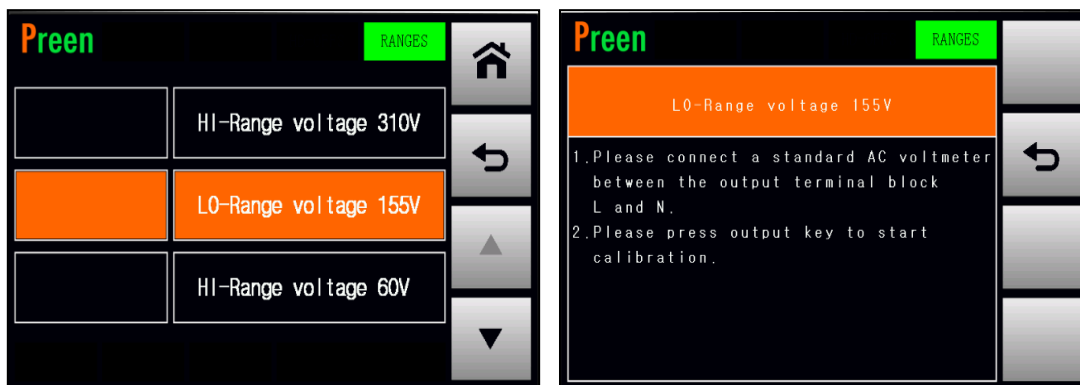 Preen
RANGES
HI-Range voltage 310V
LO-Range voltage 155V
HI-Range voltage 60V
Preen
RANGES
LO-Range voltage 155V
1.Please connect a standard AC voltmeter
between the output terminal block
L and N.
2.Please press output key to start
calibration.